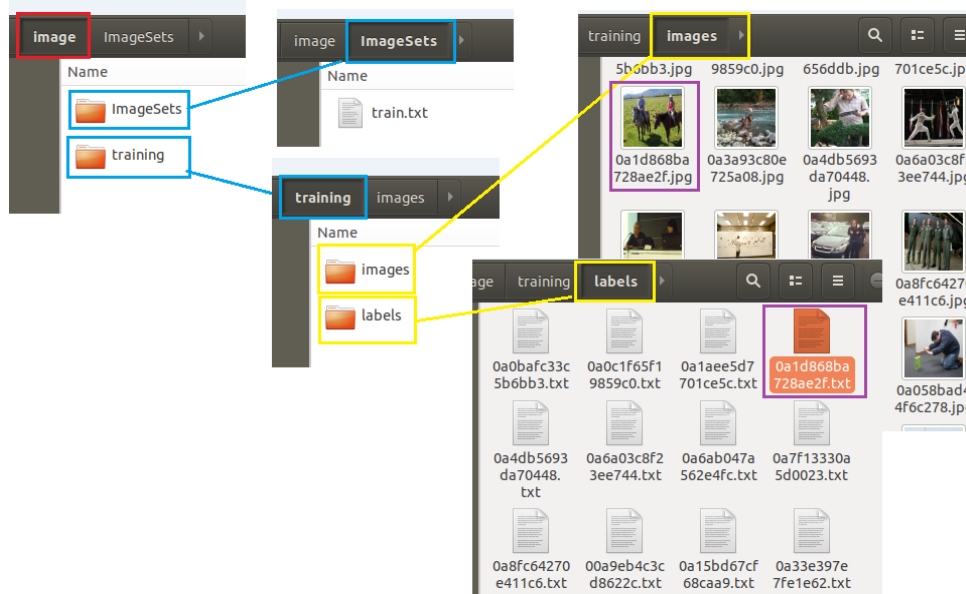 image ImageSets
Name
ImageSets
training
image ImageSets
Name
train.txt
training images
Name
images
labels
training images
5b6bb3.jpg 9859c0.jpg 656ddb.jpg 701ce5c.jp
0a1d868ba 0a3a93c80e 0a4db5693 0a6a03c8f
728ae2f.jpg 725a08.jpg da70448. 3ee744.jpg
jpg
0a8fc6427
e411c6.jpg
0a058bad4
4f6c278.jp
age training labels
0a0bafc33c 0a0c1f65f1 0a1aee5d7 0a1d868ba
5b6bb3.txt 9859c0.txt 701ce5c.txt 728ae2f.txt
0a4db5693 0a6a03c8f2 0a6ab047a 0a7f13330a
da70448. 3ee744.txt 562e4fc.txt 5d0023.txt
txt
0a8fc64270 00a9eb4c3c 0a15bd67cf 0a33e397e
e411c6.txt d8622c.txt 68caa9.txt 7fe1e62.txt